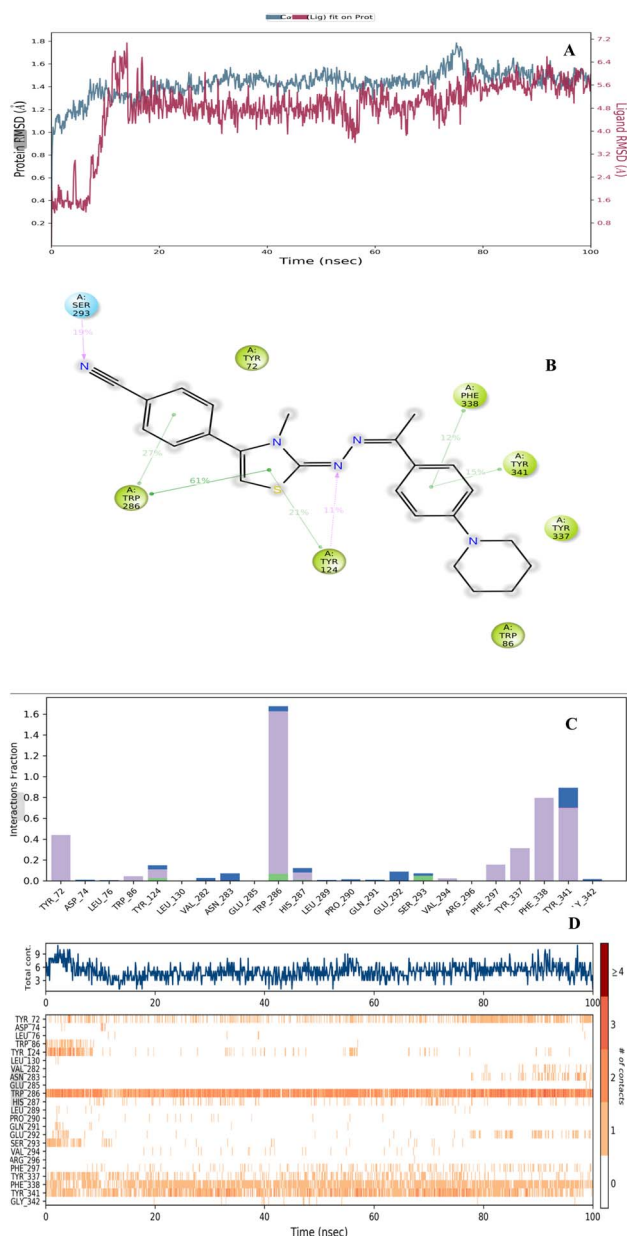 (Lig) fit on Prot
A
Protein RMSD (Å)
Ligand RMSD (Å)
1.8
1.6
1.4
1.2
1.0
0.8
0.6
0.4
0.2
7.2
6.4
5.6
4.8
4.0
3.2
2.4
1.6
0.8
0 20 40 60 80 100
Time (nsec)
B
A:
SER
293
19%
N
A:
TYR
72
A:
PHE
338
12%
N
N
27%
15%
A:
TYR
341
61%
N
S
A:
TRP
286
21%
11%
A:
TYR
124
N
A:
TYR
337
A:
TRP
86
C
Interactions Fraction
1.6
1.4
1.2
1.0
0.8
0.6
0.4
0.2
0.0
TYR_72
ASP_74
LEU_76
TRP_86
TYR_124
LEU_130
VAL_282
ASN_283
GLU_285
TRP_286
HIS_287
LEU_289
PRO_290
GLN_291
GLU_292
SER_293
VAL_294
ARG_296
PHE_297
TYR_337
PHE_338
TYR_341
LY_342
D
Total cont.
9
6
3
0 20 40 60 80 100
TYR_72
ASP_74
LEU_76
TRP_86
TYR_124
LEU_130
VAL_282
ASN_283
GLU_285
TRP_286
HIS_287
LEU_289
PRO_290
GLN_291
GLU_292
SER_293
VAL_294
ARG_296
PHE_297
TYR_337
PHE_338
TYR_341
GLY_342
0 20 40 60 80 100
Time (nsec)
≥4
3
2
1
0
# of contacts